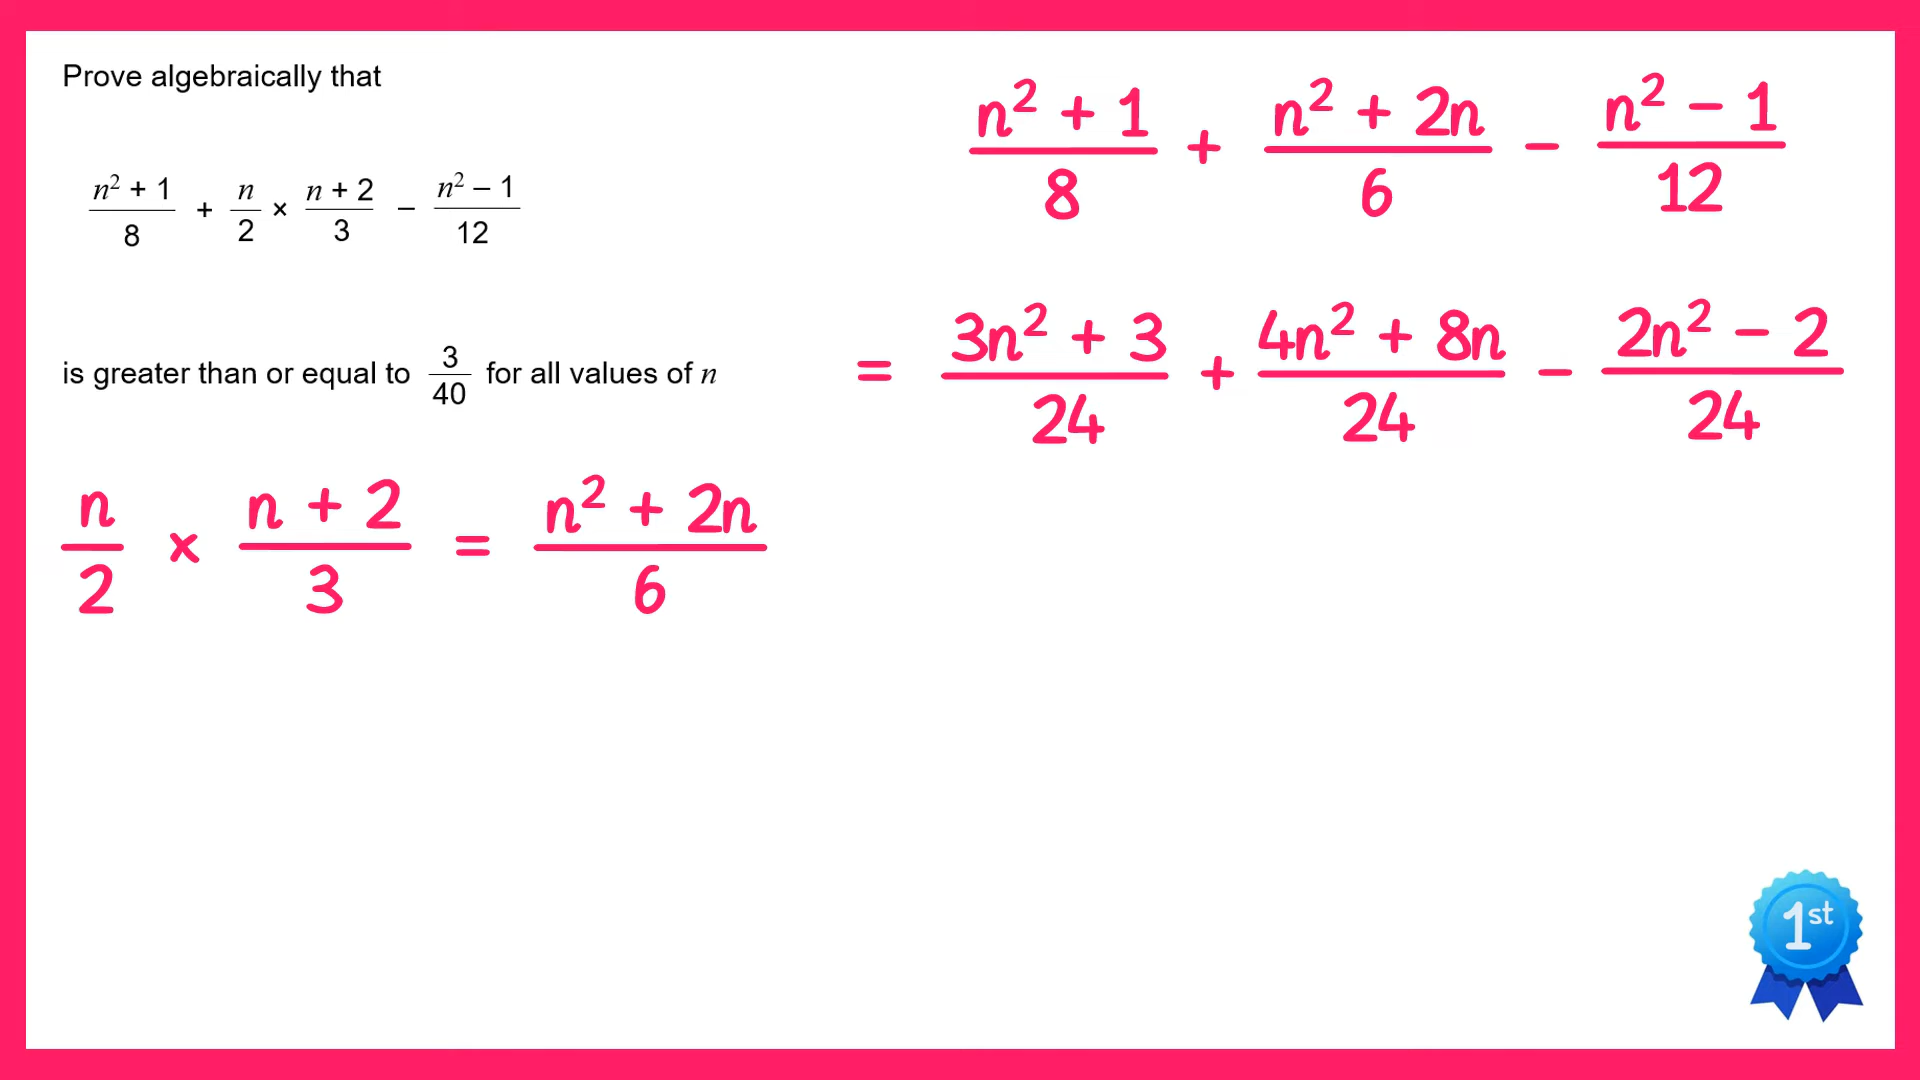 Prove algebraically that
n² + 1/8 + n/2 × n + 2/3 − n² − 1/12
is greater than or equal to 3/40 for all values of n
n/2 × n + 2/3 = n² + 2n/6
n² + 1/8 + n² + 2n/6 − n² − 1/12
= 3n² + 3/24 + 4n² + 8n/24 − 2n² − 2/24
1st